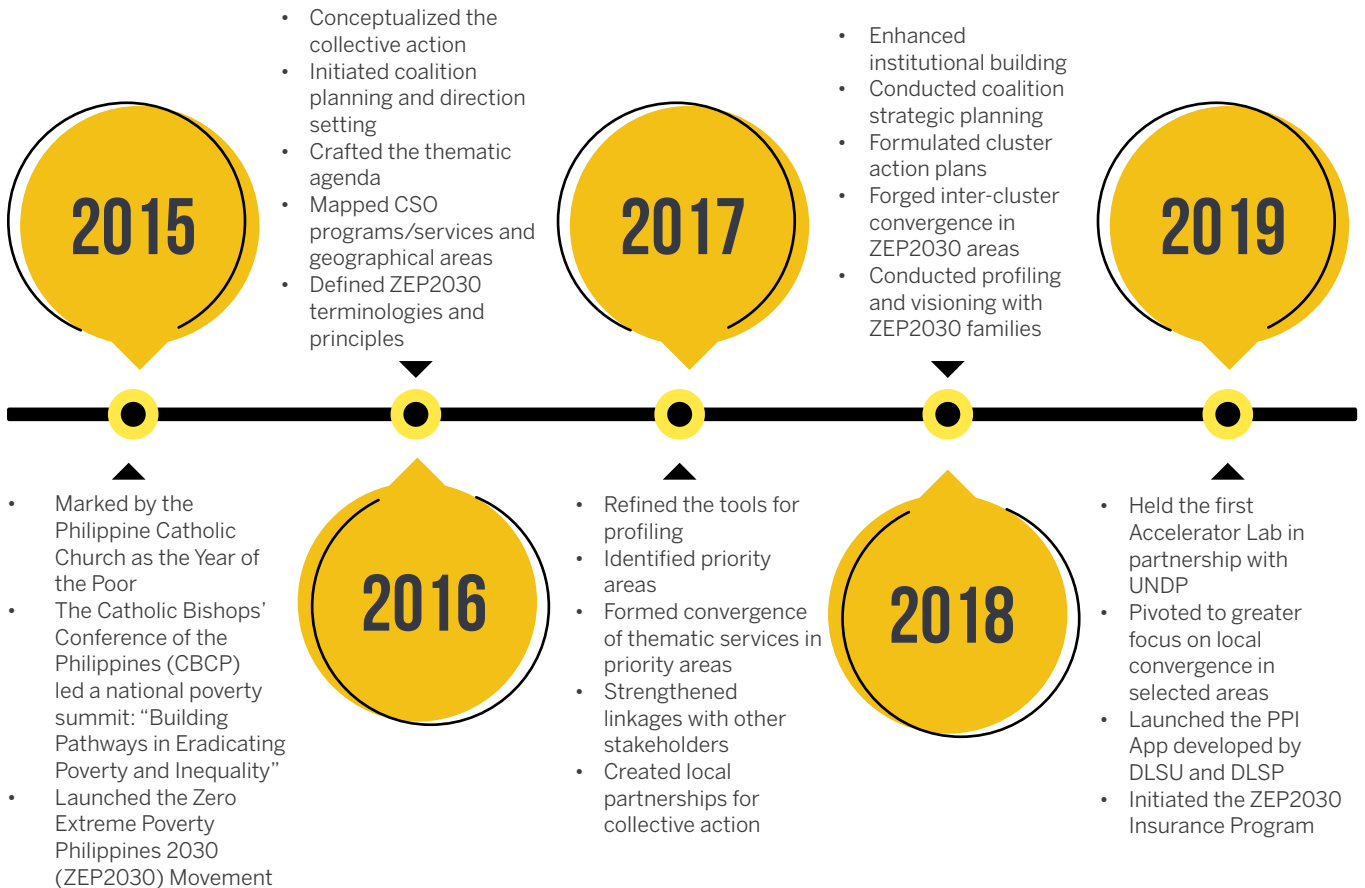 2015
• Marked by the
Philippine Catholic
Church as the Year of
the Poor
• The Catholic Bishops’
Conference of the
Philippines (CBCP)
led a national poverty
summit: “Building
Pathways in Eradicating
Poverty and Inequality”
• Launched the Zero
Extreme Poverty
Philippines 2030
(ZEP2030) Movement
• Conceptualized the
collective action
• Initiated coalition
planning and direction
setting
• Crafted the thematic
agenda
• Mapped CSO
programs/services and
geographical areas
• Defined ZEP2030
terminologies and
principles
2016
2017
• Refined the tools for
profiling
• Identified priority
areas
• Formed convergence
of thematic services in
priority areas
• Strengthened
linkages with other
stakeholders
• Created local
partnerships for
collective action
• Enhanced
institutional building
• Conducted coalition
strategic planning
• Formulated cluster
action plans
• Forged inter-cluster
convergence in
ZEP2030 areas
• Conducted profiling
and visioning with
ZEP2030 families
2018
2019
• Held the first
Accelerator Lab in
partnership with
UNDP
• Pivoted to greater
focus on local
convergence in
selected areas
• Launched the PPI
App developed by
DLSU and DLSP
• Initiated the ZEP2030
Insurance Program